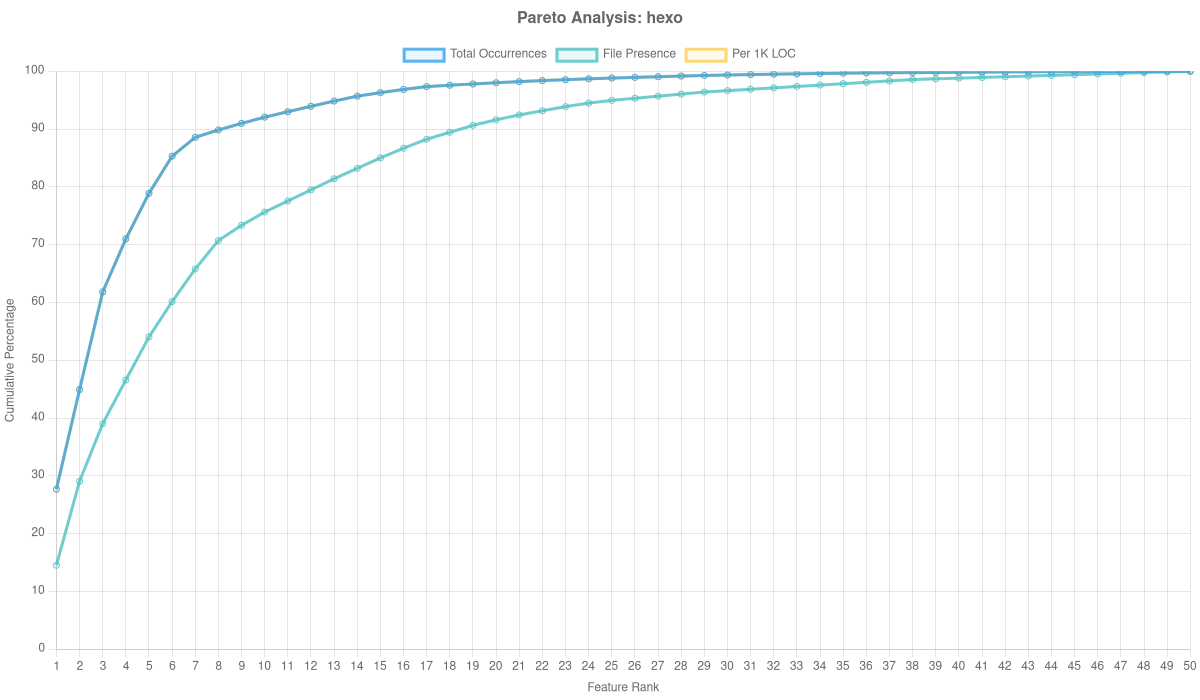 Pareto Analysis: hexo
Total Occurrences File Presence Per 1K LOC
100
90
80
70
60
50
40
30
20
10
0
Cumulative Percentage
1 2 3 4 5 6 7 8 9 10 11 12 13 14 15 16 17 18 19 20 21 22 23 24 25 26 27 28 29 30 31 32 33 34 35 36 37 38 39 40 41 42 43 44 45 46 47 48 49 50
Feature Rank